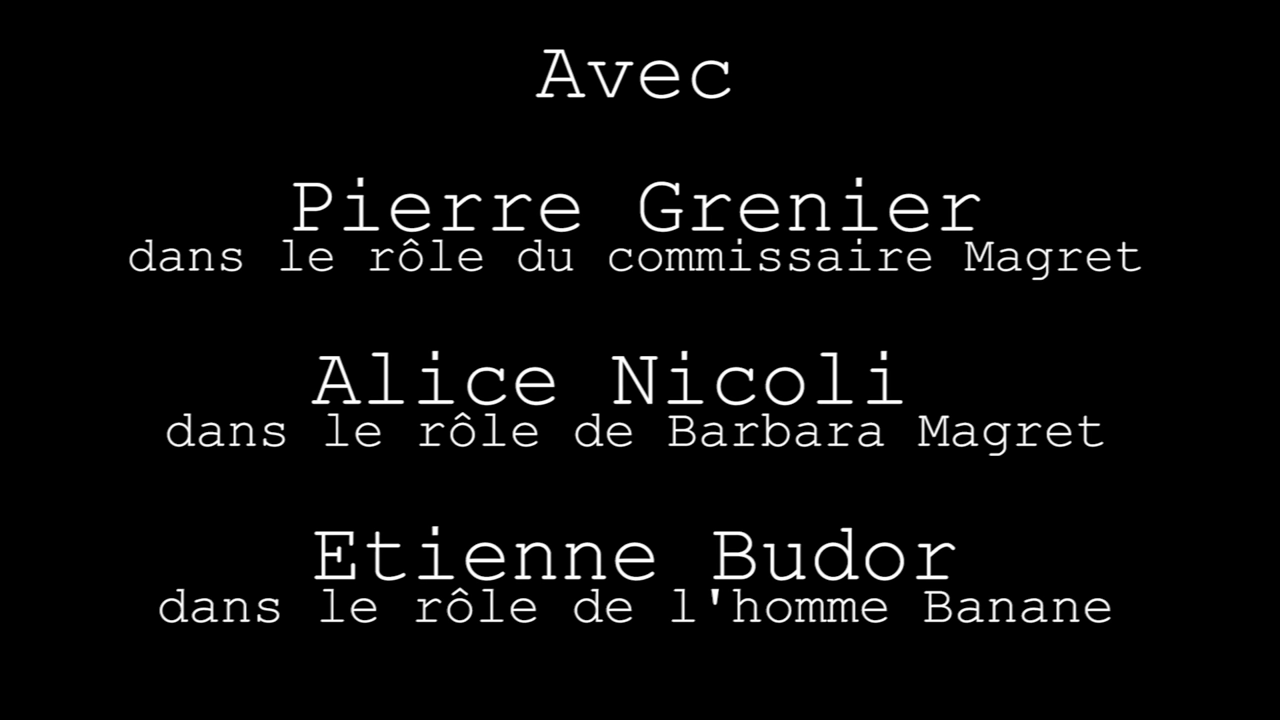 Avec
Pierre Grenier
dans le rôle du commissaire Magret
Alice Nicoli
dans le rôle de Barbara Magret
Etienne Budor
dans le rôle de l'homme Banane